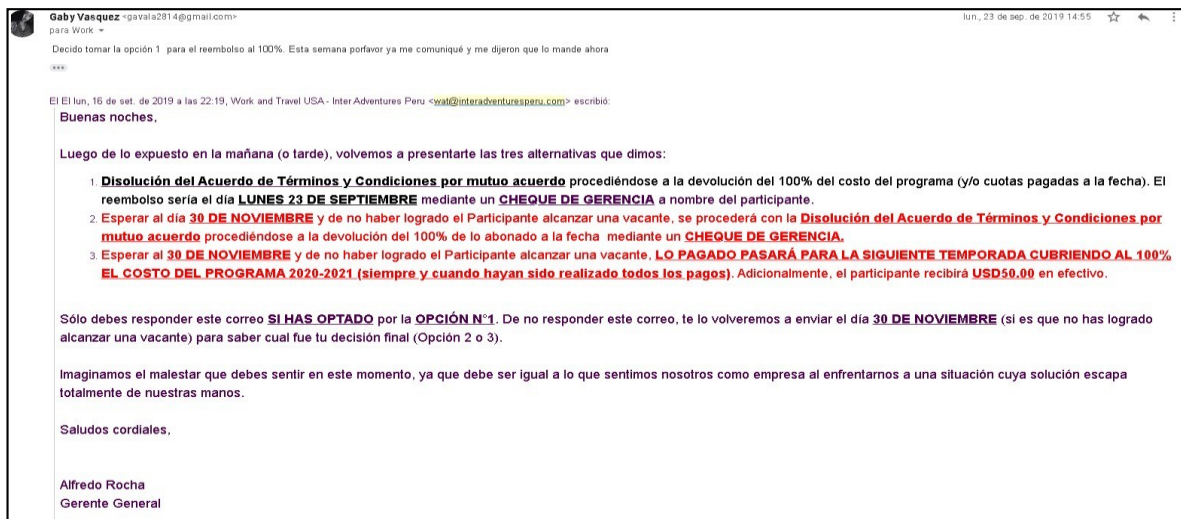 Gaby Vasquez <gavala2814@gmail.com>
lun., 23 de sep. de 2019 14:55
para Work
Decido tomar la opción 1 para el reembolso al 100%. Esta semana porfavor ya me comuniqué y me dijeron que lo mande ahora
El El lun, 16 de set. de 2019 a las 22:19, Work and Travel USA - Inter Adventures Peru <wat@interadventuresperu.com> escribió:
Buenas noches,
Luego de lo expuesto en la mañana (o tarde), volvemos a presentarte las tres alternativas que dimos:
1. Disolución del Acuerdo de Términos y Condiciones por mutuo acuerdo procediéndose a la devolución del 100% del costo del programa (y/o cuotas pagadas a la fecha). El
reembolso sería el día LUNES 23 DE SEPTIEMBRE mediante un CHEQUE DE GERENCIA a nombre del participante.
2. Esperar al día 30 DE NOVIEMBRE y de no haber logrado el Participante alcanzar una vacante, se procederá con la Disolución del Acuerdo de Términos y Condiciones por
mutuo acuerdo procediéndose a la devolución del 100% de lo abonado a la fecha mediante un CHEQUE DE GERENCIA.
3. Esperar al 30 DE NOVIEMBRE y de no haber logrado el Participante alcanzar una vacante, LO PAGADO PASARÁ PARA LA SIGUIENTE TEMPORADA CUBRIENDO AL 100%
EL COSTO DEL PROGRAMA 2020-2021 (siempre y cuando hayan sido realizado todos los pagos). Adicionalmente, el participante recibirá USD50.00 en efectivo.
Sólo debes responder este correo SI HAS OPTADO por la OPCIÓN N°1. De no responder este correo, te lo volveremos a enviar el día 30 DE NOVIEMBRE (si es que no has logrado
alcanzar una vacante) para saber cual fue tu decisión final (Opción 2 o 3).
Imaginamos el malestar que debes sentir en este momento, ya que debe ser igual a lo que sentimos nosotros como empresa al enfrentarnos a una situación cuya solución escapa
totalmente de nuestras manos.
Saludos cordiales,
Alfredo Rocha
Gerente General